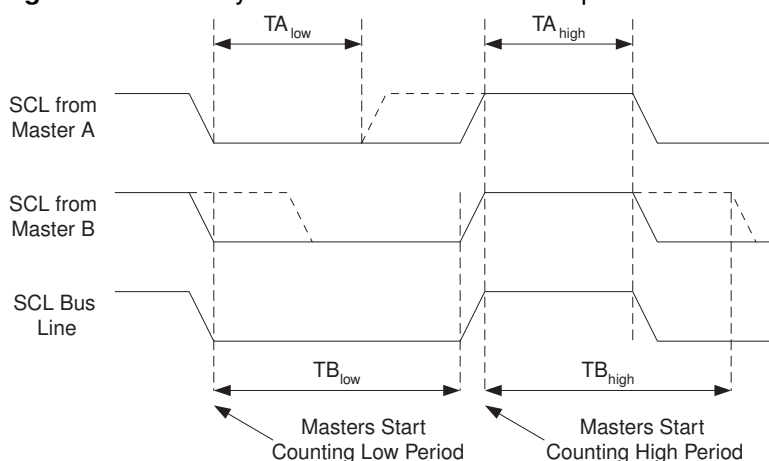 TA low
TA high
SCL from
Master A
SCL from
Master B
SCL Bus
Line
TB low
TB high
Masters Start
Counting Low Period
Masters Start
Counting High Period